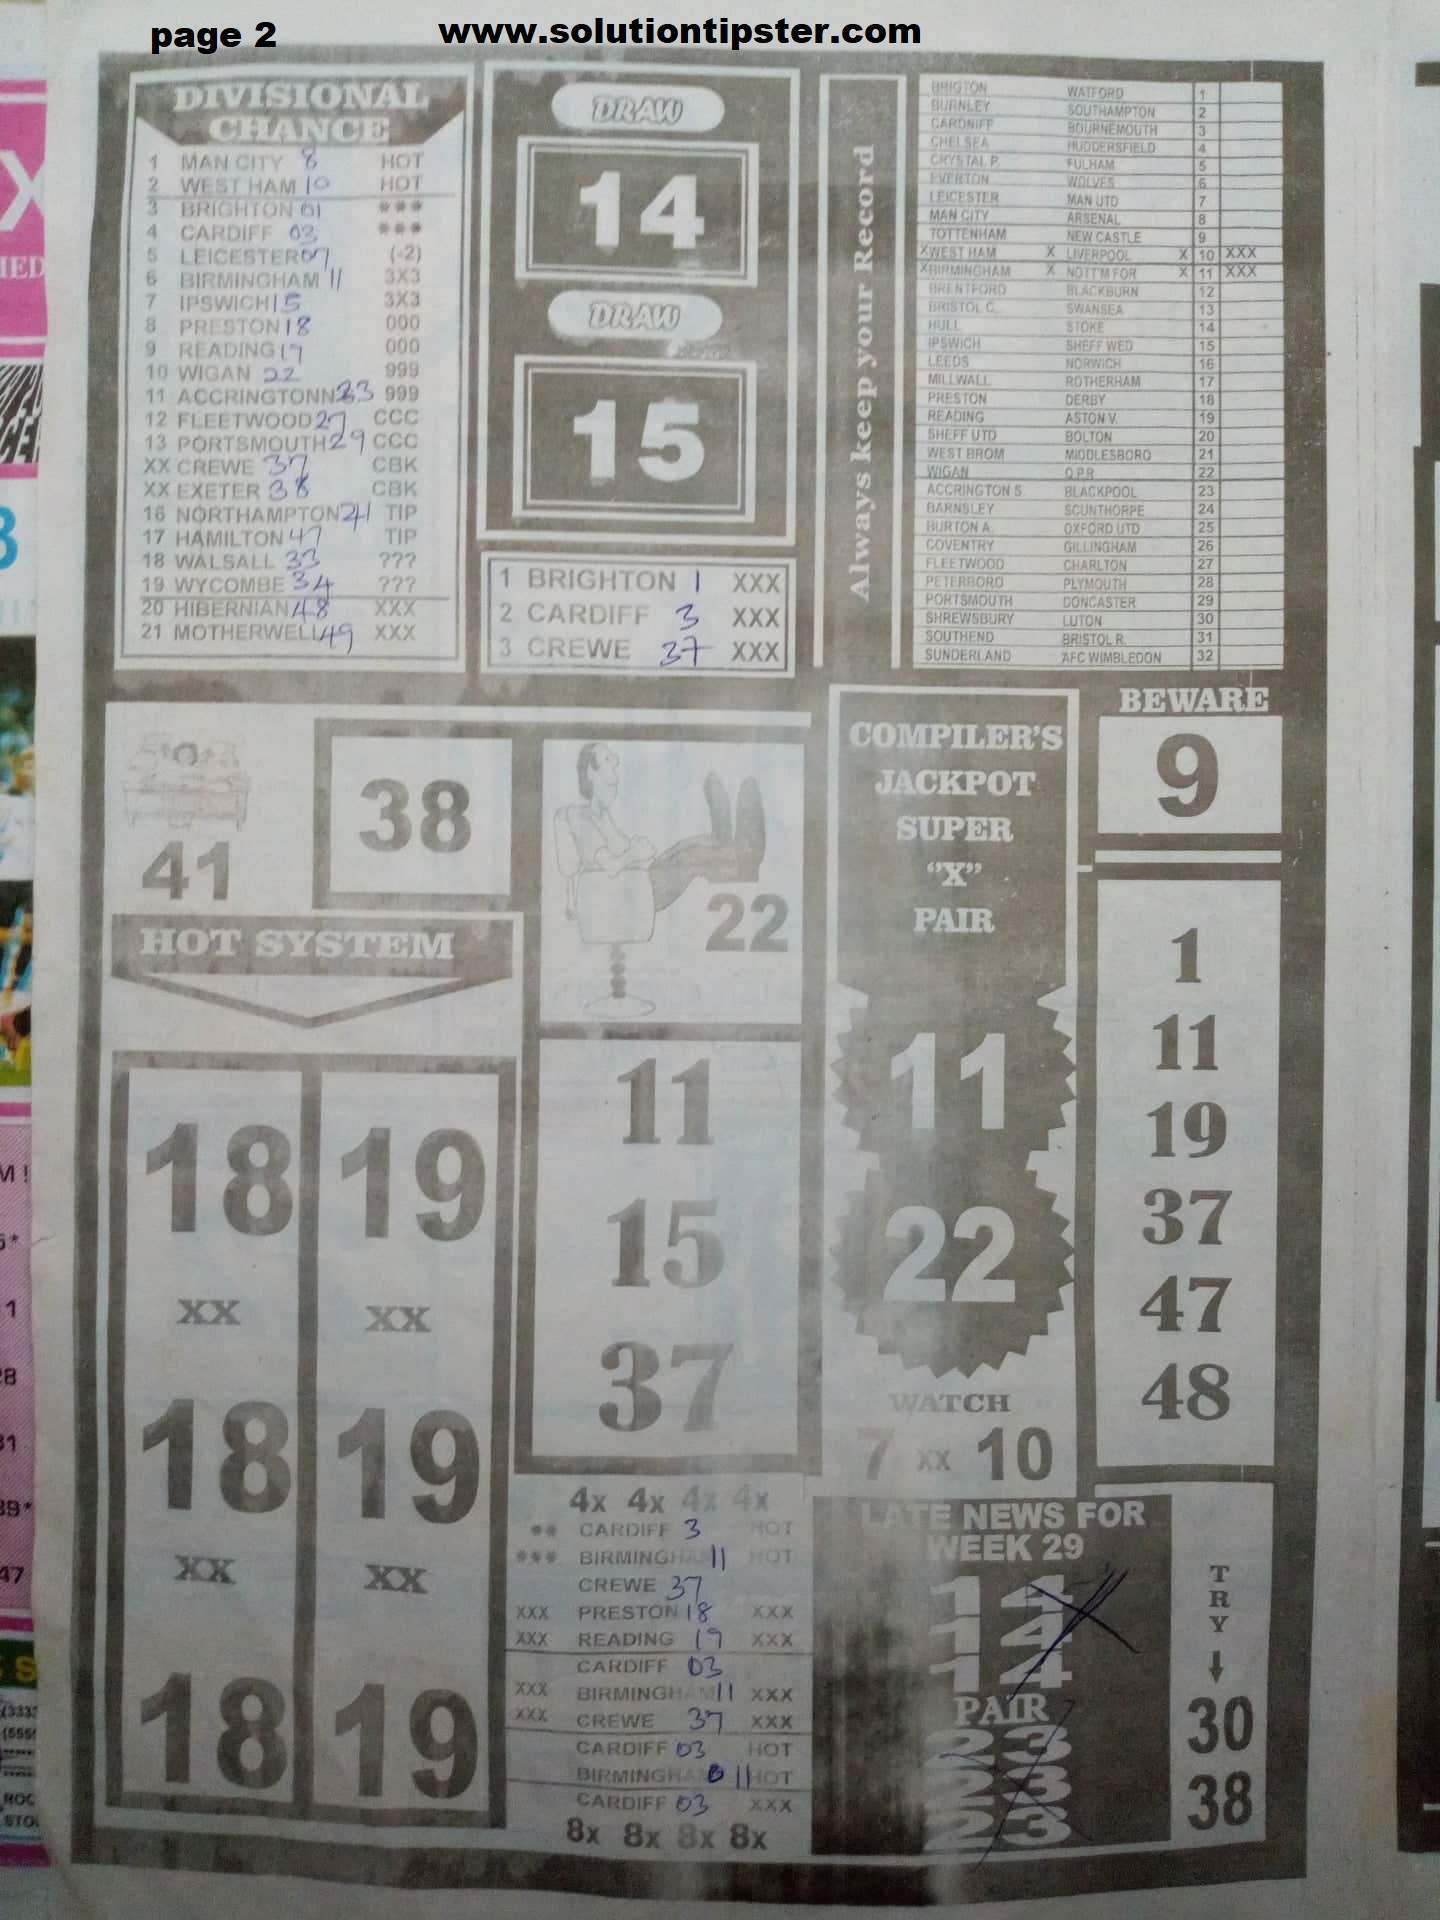 page 2 www.solutiontipster.com
DIVISIONAL
CHANCE
1 MAN CITY 8 HOT
2 WEST HAM 10 HOT
3 BRIGHTON 01 ***
4 CARDIFF 03 ***
5 LEICESTER 07 (-2)
6 BIRMINGHAM 11 3X3
7 IPSWICH 15 3X3
8 PRESTON 18 000
9 READING 19 000
10 WIGAN 22 999
11 ACCRINGTONN 23 999
12 FLEETWOOD 27 CCC
13 PORTSMOUTH 29 CCC
XX CREWE 37 CBK
XX EXETER 38 CBK
16 NORTHAMPTON 41 TIP
17 HAMILTON 47 TIP
18 WALSALL 33 ???
19 WYCOMBE 34 ???
20 HIBERNIAN 48 XXX
21 MOTHERWELL 49 XXX
DRAW
14
DRAW
15
1 BRIGHTON 1 XXX
2 CARDIFF 3 XXX
3 CREWE 37 XXX
Always keep your Record
BRIGTON WATFORD 1
BURNLEY SOUTHAMPTON 2
CARDNIFF BOURNEMOUTH 3
CHELSEA HUDDERSFIELD 4
CRYSTAL P. FULHAM 5
EVERTON WOLVES 6
LEICESTER MAN UTD 7
MAN CITY ARSENAL 8
TOTTENHAM NEW CASTLE 9
XWEST HAM X LIVERPOOL X 10 XXX
XBIRMINGHAM X NOTT'M FOR X 11 XXX
BRENTFORD BLACKBURN 12
BRISTOL C. SWANSEA 13
HULL STOKE 14
IPSWICH SHEFF WED 15
LEEDS NORWICH 16
MILLWALL ROTHERHAM 17
PRESTON DERBY 18
READING ASTON V. 19
SHEFF UTD BOLTON 20
WEST BROM MIDDLESBORO 21
WIGAN Q.P.R 22
ACCRINGTON S. BLACKPOOL 23
BARNSLEY SCUNTHORPE 24
BURTON A. OXFORD UTD 25
COVENTRY GILLINGHAM 26
FLEETWOOD CHARLTON 27
PETERBORO PLYMOUTH 28
PORTSMOUTH DONCASTER 29
SHREWSBURY LUTON 30
SOUTHEND BRISTOL R. 31
SUNDERLAND AFC WIMBLEDON 32
41
38
22
HOT SYSTEM
18 19
XX XX
18 19
XX XX
18 19
11
15
37
4x 4x 4x 4x
** CARDIFF 3 HOT
*** BIRMINGHAM 11 HOT
CREWE 37
XXX PRESTON 18 XXX
XXX READING 19 XXX
CARDIFF 03
XXX BIRMINGHAM 11 XXX
XXX CREWE 37 XXX
CARDIFF 03 HOT
BIRMINGHA 11 HOT
CARDIFF 03 XXX
8x 8x 8x 8x
COMPILER'S
JACKPOT
SUPER
"X"
PAIR
11
22
WATCH
7 XX 10
BEWARE
9
1
11
19
37
47
48
LATE NEWS FOR
WEEK 29
14
14
14
PAIR
23
23
23
TRY
30
38